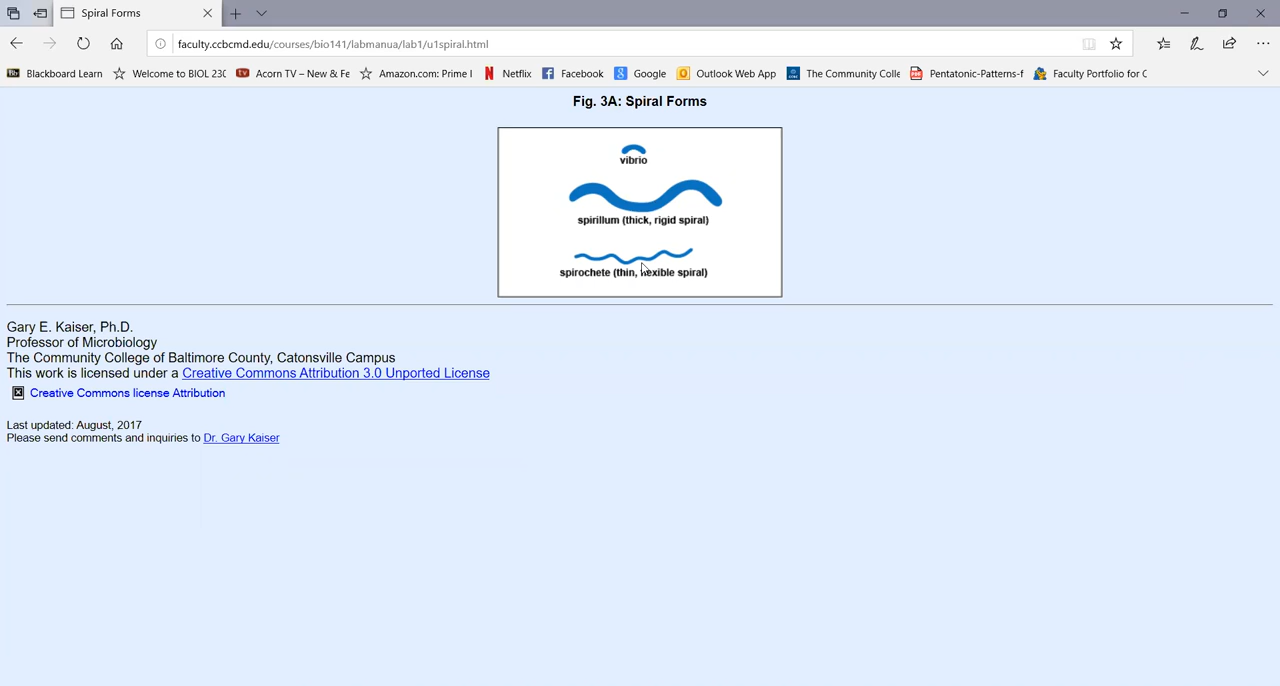 Spiral Forms
faculty.ccbcmd.edu/courses/bio141/labmanua/lab1/u1spiral.html
Bb Blackboard Learn Welcome to BIOL 230 tv Acorn TV – New & Fe Amazon.com: Prime I N Netflix f Facebook g Google Outlook Web App The Community Colle PDF Pentatonic-Patterns-f Faculty Portfolio for C
Fig. 3A: Spiral Forms
vibrio
spirillum (thick, rigid spiral)
spirochete (thin, flexible spiral)
Gary E. Kaiser, Ph.D.
Professor of Microbiology
The Community College of Baltimore County, Catonsville Campus
This work is licensed under a Creative Commons Attribution 3.0 Unported License
Creative Commons license Attribution
Last updated: August, 2017
Please send comments and inquiries to Dr. Gary Kaiser